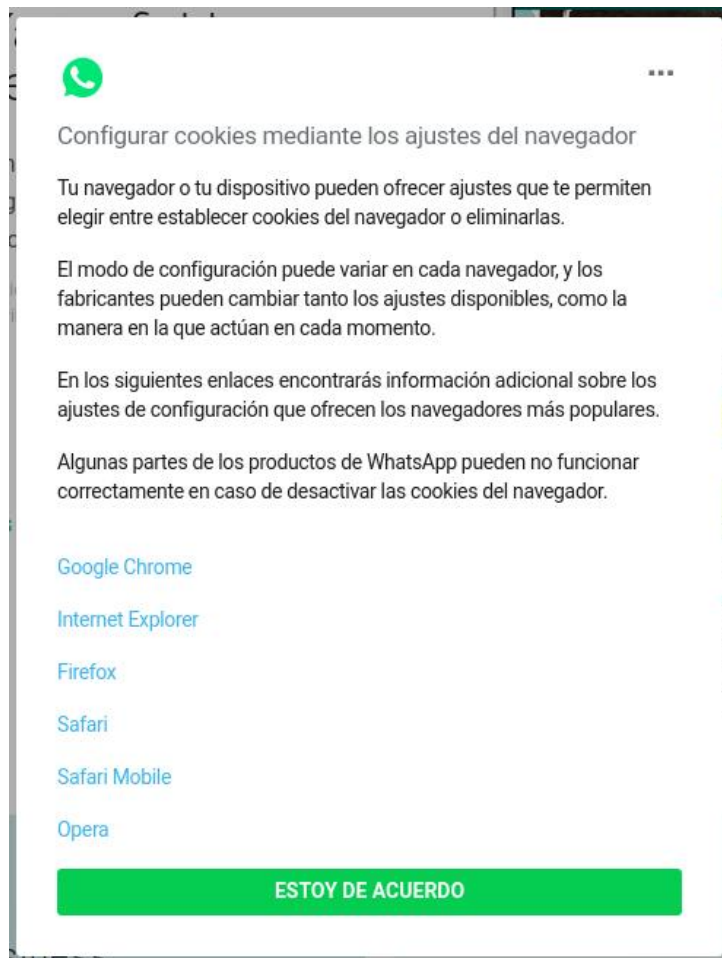 Configurar cookies mediante los ajustes del navegador
Tu navegador o tu dispositivo pueden ofrecer ajustes que te permiten
elegir entre establecer cookies del navegador o eliminarlas.
El modo de configuración puede variar en cada navegador, y los
fabricantes pueden cambiar tanto los ajustes disponibles, como la
manera en la que actúan en cada momento.
En los siguientes enlaces encontrarás información adicional sobre los
ajustes de configuración que ofrecen los navegadores más populares.
Algunas partes de los productos de WhatsApp pueden no funcionar
correctamente en caso de desactivar las cookies del navegador.
Google Chrome
Internet Explorer
Firefox
Safari
Safari Mobile
Opera
ESTOY DE ACUERDO